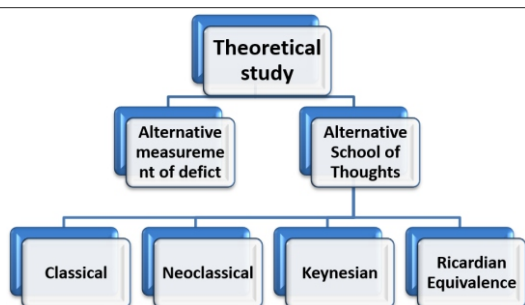 Theoretical
study
Alternative
measureme
nt of defict
Alternative
School of
Thoughts
Classical
Neoclassical
Keynesian
Ricardian
Equivalence